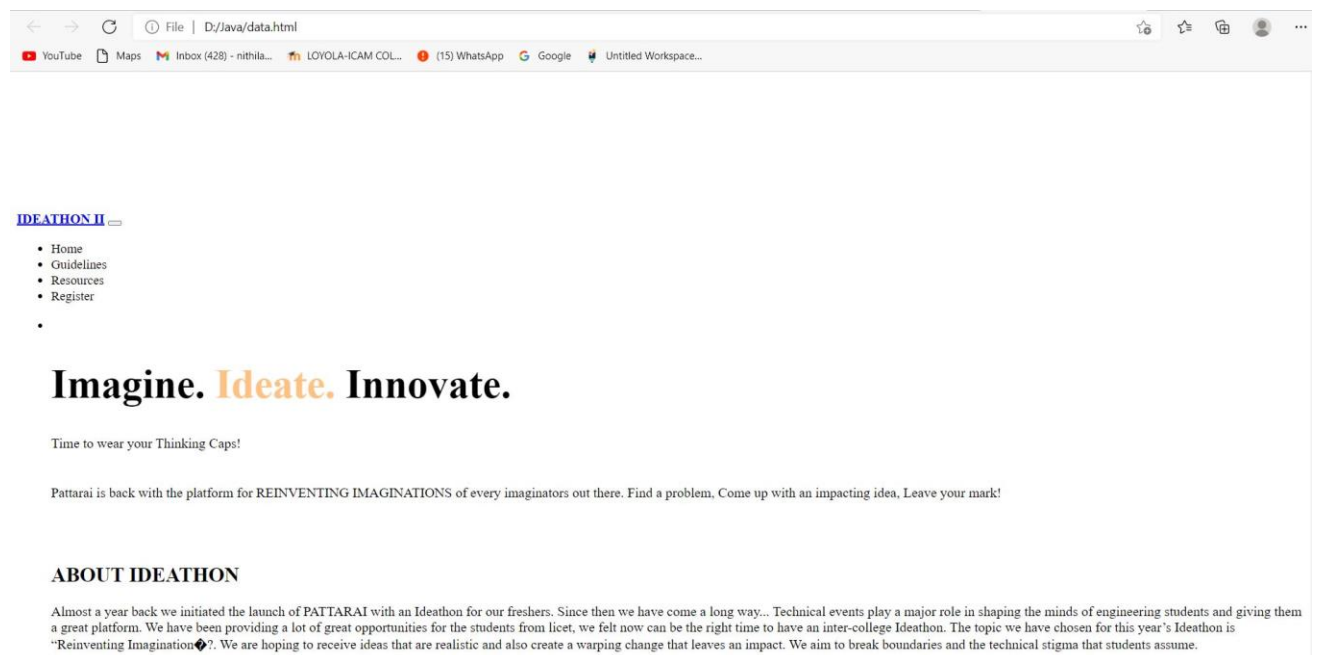 File | D:/Java/data.html
YouTube Maps Inbox (428) - nithila... LOYOLA-ICAM COL... (15) WhatsApp Google Untitled Workspace...
IDEATHON II
• Home
• Guidelines
• Resources
• Register
•
Imagine. Ideate. Innovate.
Time to wear your Thinking Caps!
Pattarai is back with the platform for REINVENTING IMAGINATIONS of every imaginators out there. Find a problem, Come up with an impacting idea, Leave your mark!
ABOUT IDEATHON
Almost a year back we initiated the launch of PATTARAI with an Ideathon for our freshers. Since then we have come a long way... Technical events play a major role in shaping the minds of engineering students and giving them
a great platform. We have been providing a lot of great opportunities for the students from licet, we felt now can be the right time to have an inter-college Ideathon. The topic we have chosen for this year’s Ideathon is
“Reinventing Imagination�?. We are hoping to receive ideas that are realistic and also create a warping change that leaves an impact. We aim to break boundaries and the technical stigma that students assume.